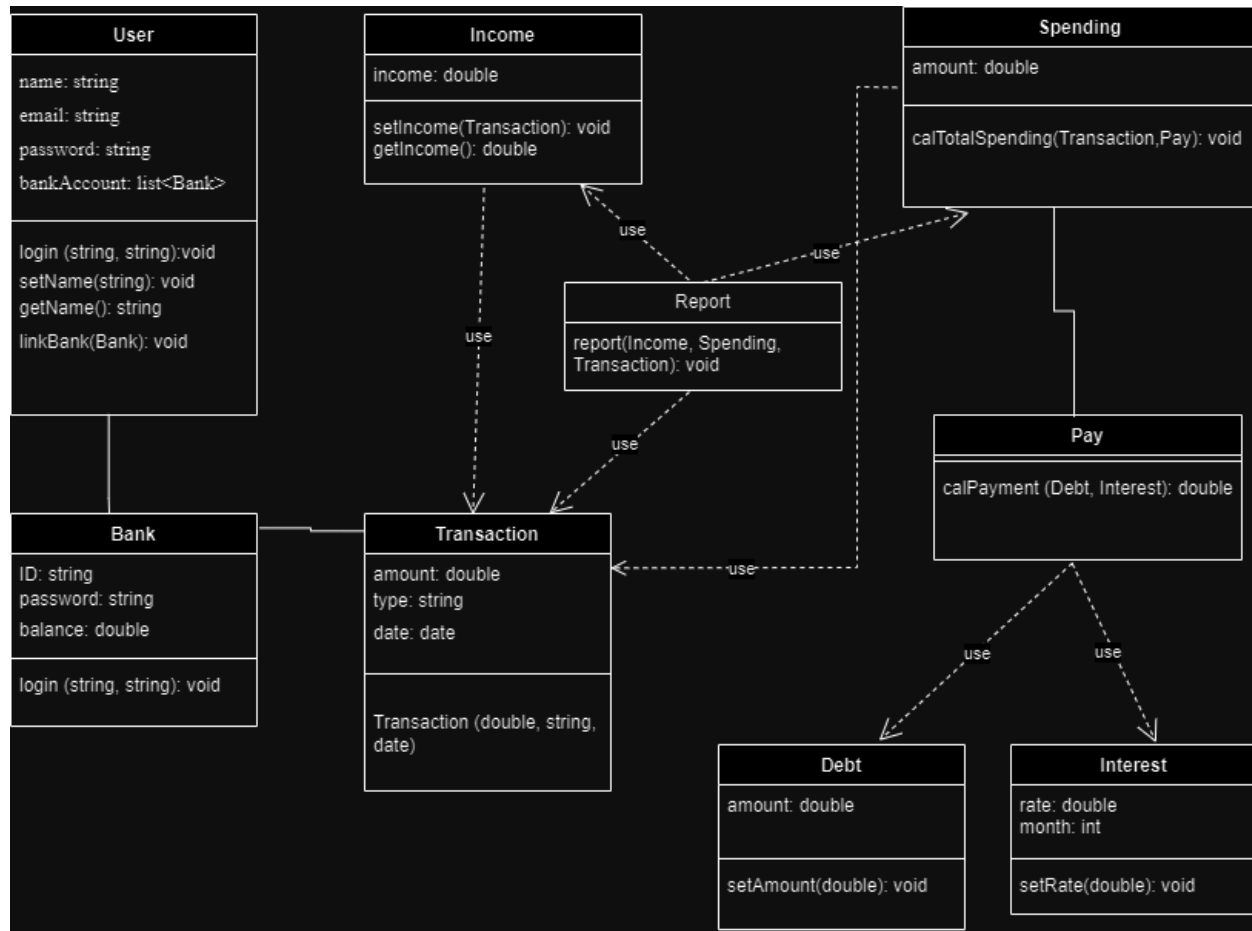 User
name: string
email: string
password: string
bankAccount: list<Bank>
login (string, string):void
setName(string): void
getName(): string
linkBank(Bank): void
Income
income: double
setIncome(Transaction): void
getIncome(): double
Spending
amount: double
calTotalSpending(Transaction,Pay): void
use
use
use
Report
report(Income, Spending,
Transaction): void
use
use
Pay
calPayment (Debt, Interest): double
Bank
ID: string
password: string
balance: double
login (string, string): void
Transaction
amount: double
type: string
date: date
Transaction (double, string,
date)
use
use
Debt
amount: double
setAmount(double): void
Interest
rate: double
month: int
setRate(double): void